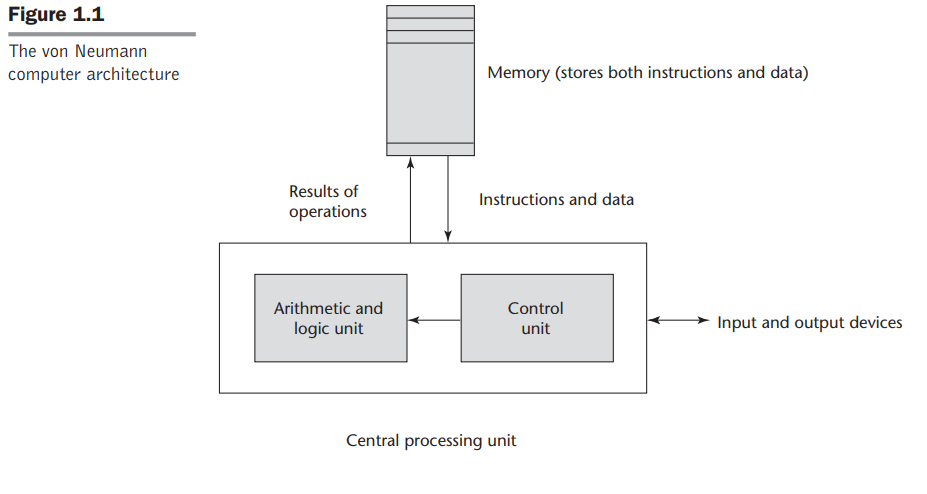 Figure 1.1
The von Neumann
computer architecture
Memory (stores both instructions and data)
Results of
operations
Instructions and data
Arithmetic and
logic unit
Control
unit
Input and output devices
Central processing unit